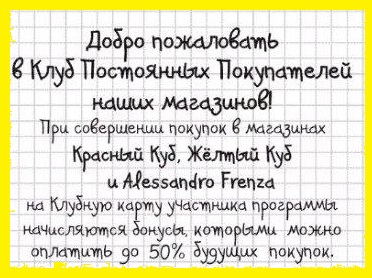 Добро пожаловать
в Клуб Постоянных Покупателей
наших магазинов!
При совершении покупок в магазинах
Красный Куб, Жёлтый Куб
и Alessandro Frenza
на Клубную карту участника программы
начисляются бонусы, которыми можно
оплатить до 50% будущих покупок.